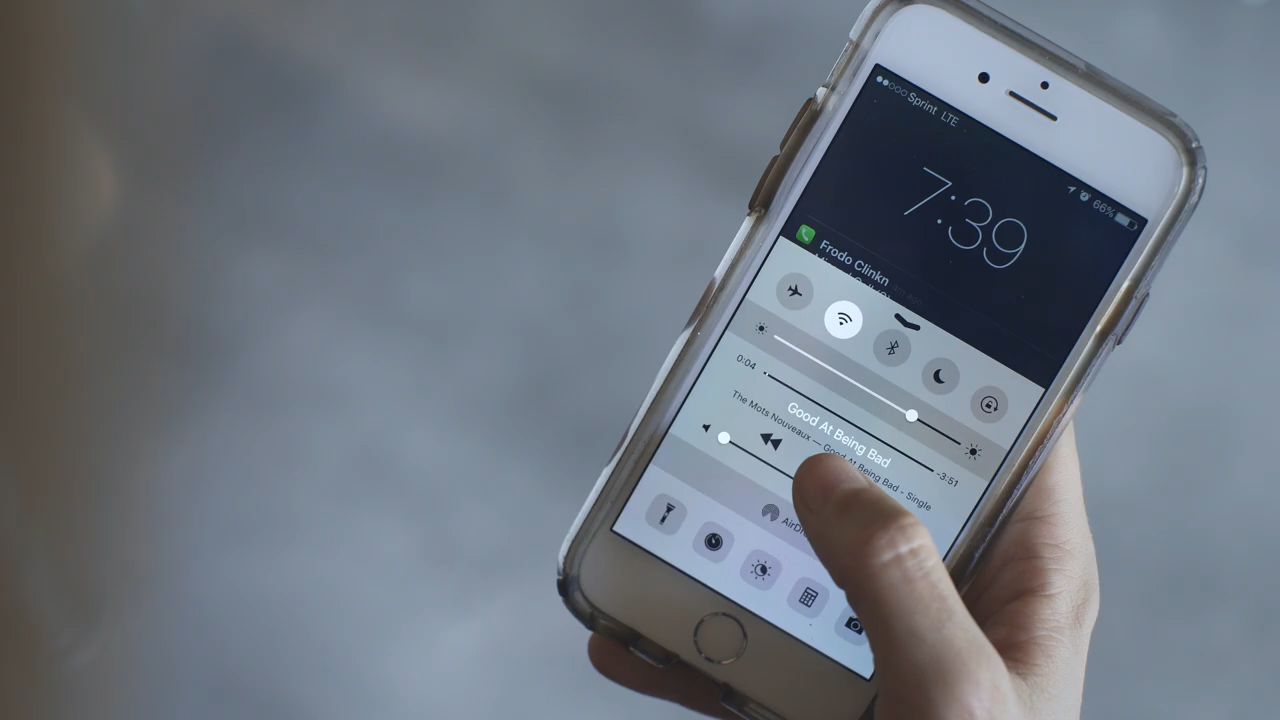 Sprint LTE
66%
7:39
Frodo Clinkn
0:04
-3:51
Good At Being Bad
The Mots Nouveaux — Good At Being Bad - Single